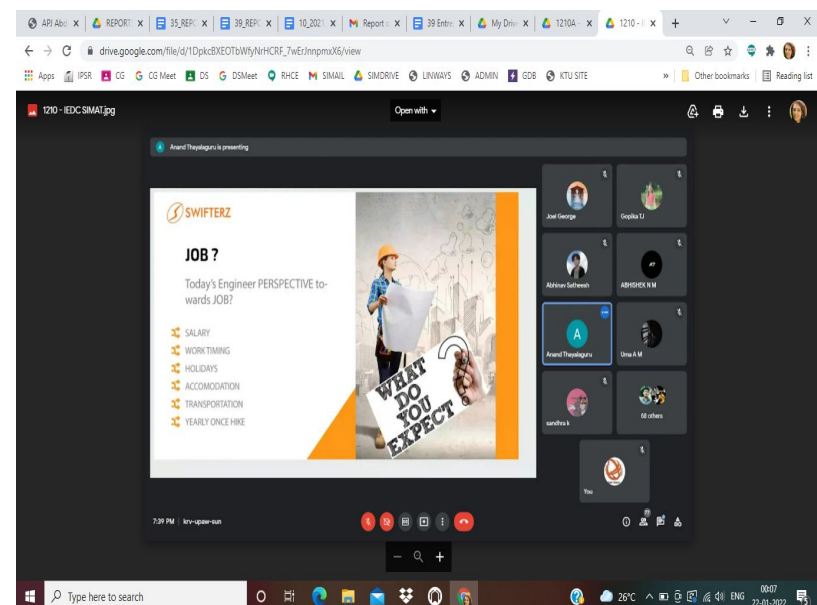 API Abd
REPORT
35_REPC
39_REPC
10_2021
Report
39 Entre
My Driv
1210A -
1210 - I
drive.google.com/file/d/1DpkcBXEOTbWfyNrHCRF_7wErJnnpmxX6/view
Apps IPSR CG CG Meet DS DSMeet RHCE SIMAIL SIMDRIVE LINWAYS ADMIN GDB KTU SITE » Other bookmarks Reading list
1210 - IEDC SIMAT.jpg
Open with
Anand Thayalaguru is presenting
SWIFTERZ
JOB ?
Today's Engineer PERSPECTIVE to-
wards JOB?
SALARY
WORK TIMING
HOLIDAYS
ACCOMODATION
TRANSPORTATION
YEARLY ONCE HIKE
WHAT
DO
YOU
EXPECT
?
Joel George
Gopika T.J
Abhinav Satheesh
ABHISHEK N M
A
Anand Thayalaguru
Uma A M
sandhra k
68 others
You
7:39 PM | krv-upaw-sun
Type here to search
26°C
ENG
00:07
22-01-2022